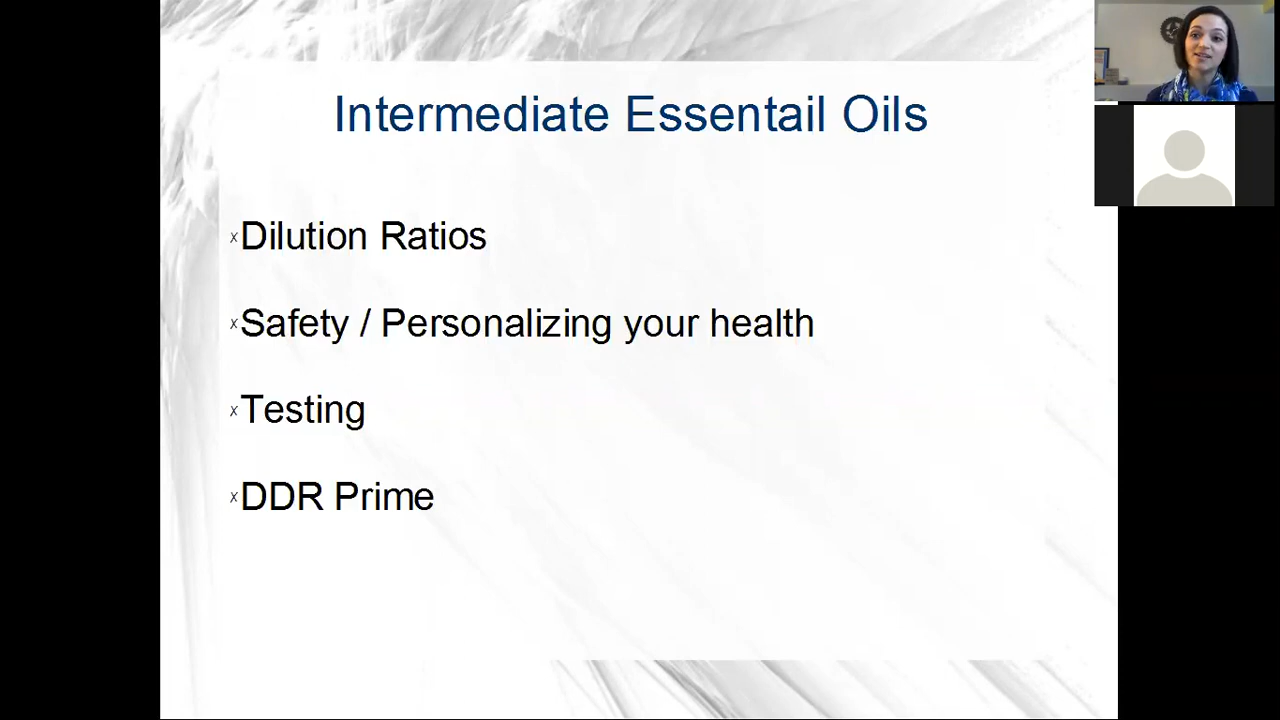 Intermediate Essentail Oils
Dilution Ratios
Safety / Personalizing your health
Testing
DDR Prime